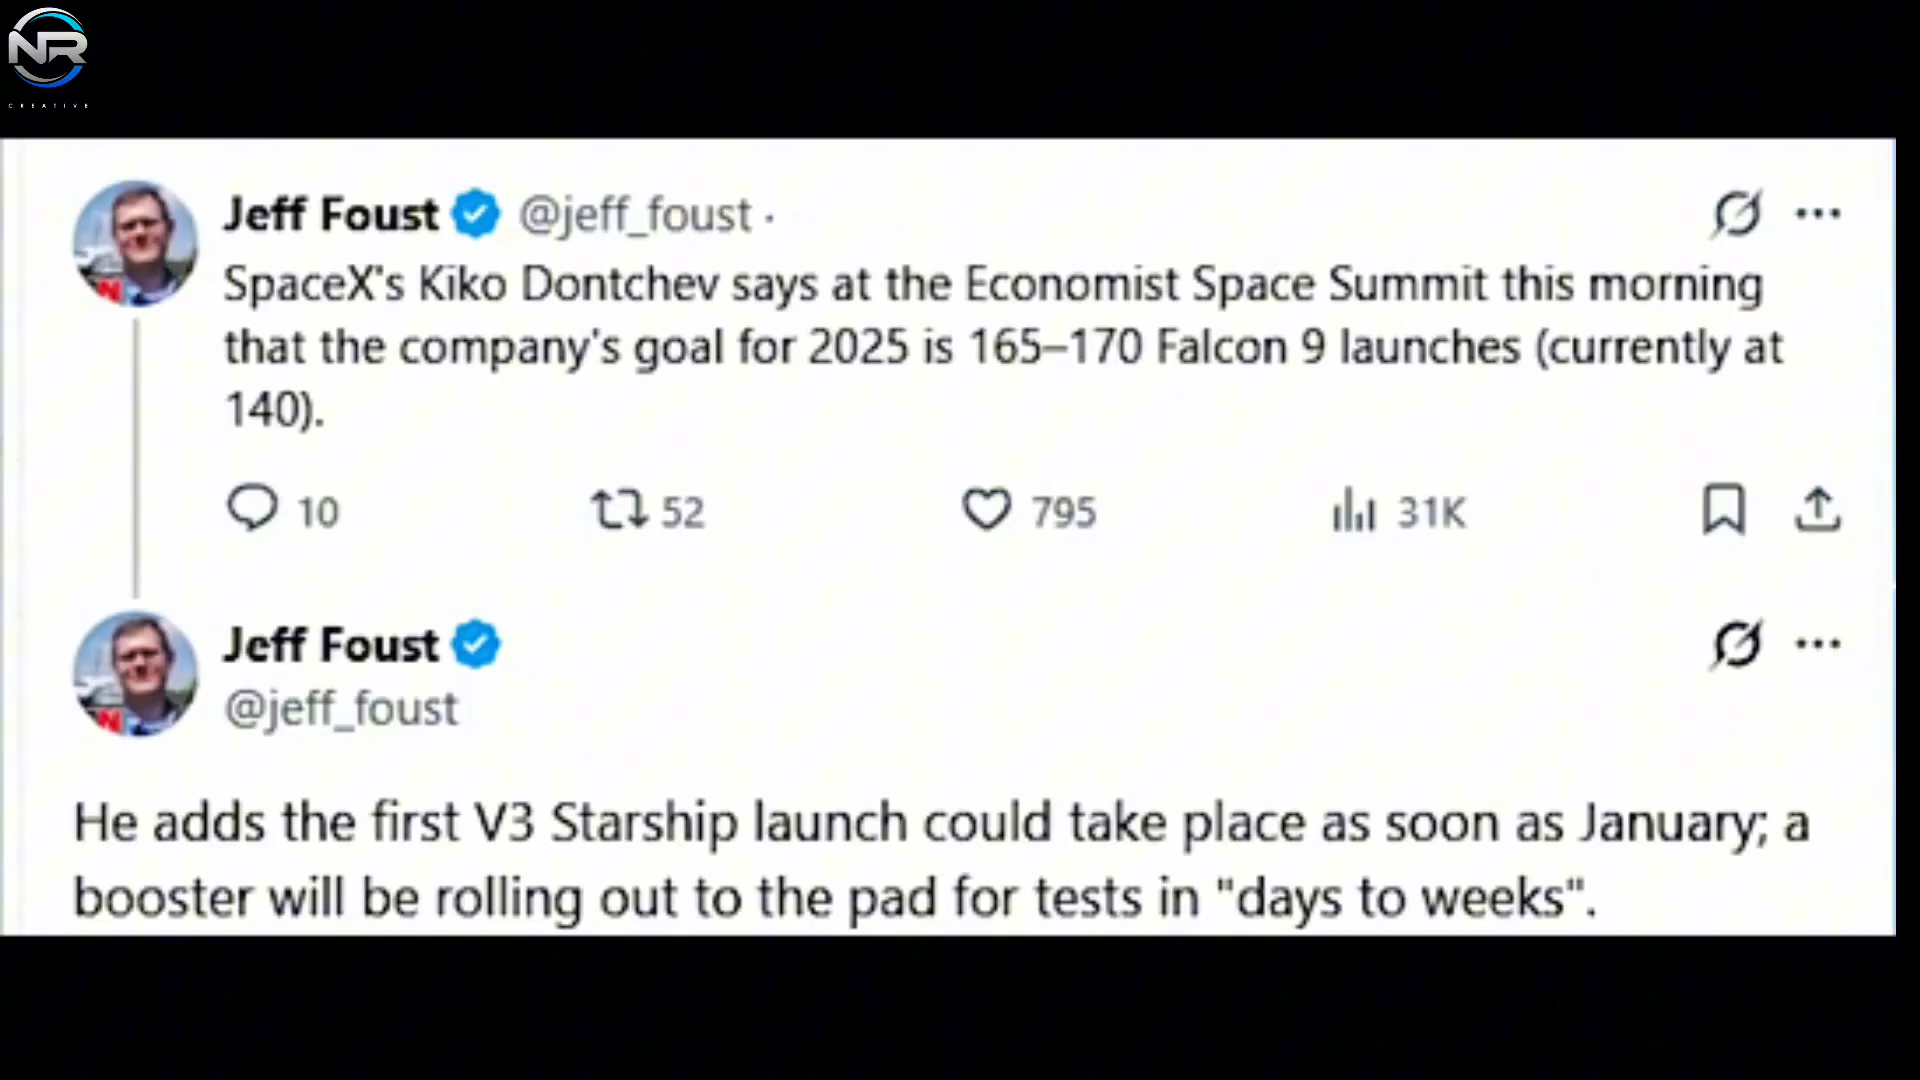 NR
CREATIVE
Jeff Foust @jeff_foust ·
SpaceX's Kiko Dontchev says at the Economist Space Summit this morning
that the company's goal for 2025 is 165–170 Falcon 9 launches (currently at
140).
10 52 795 31K
Jeff Foust
@jeff_foust
He adds the first V3 Starship launch could take place as soon as January; a
booster will be rolling out to the pad for tests in "days to weeks".